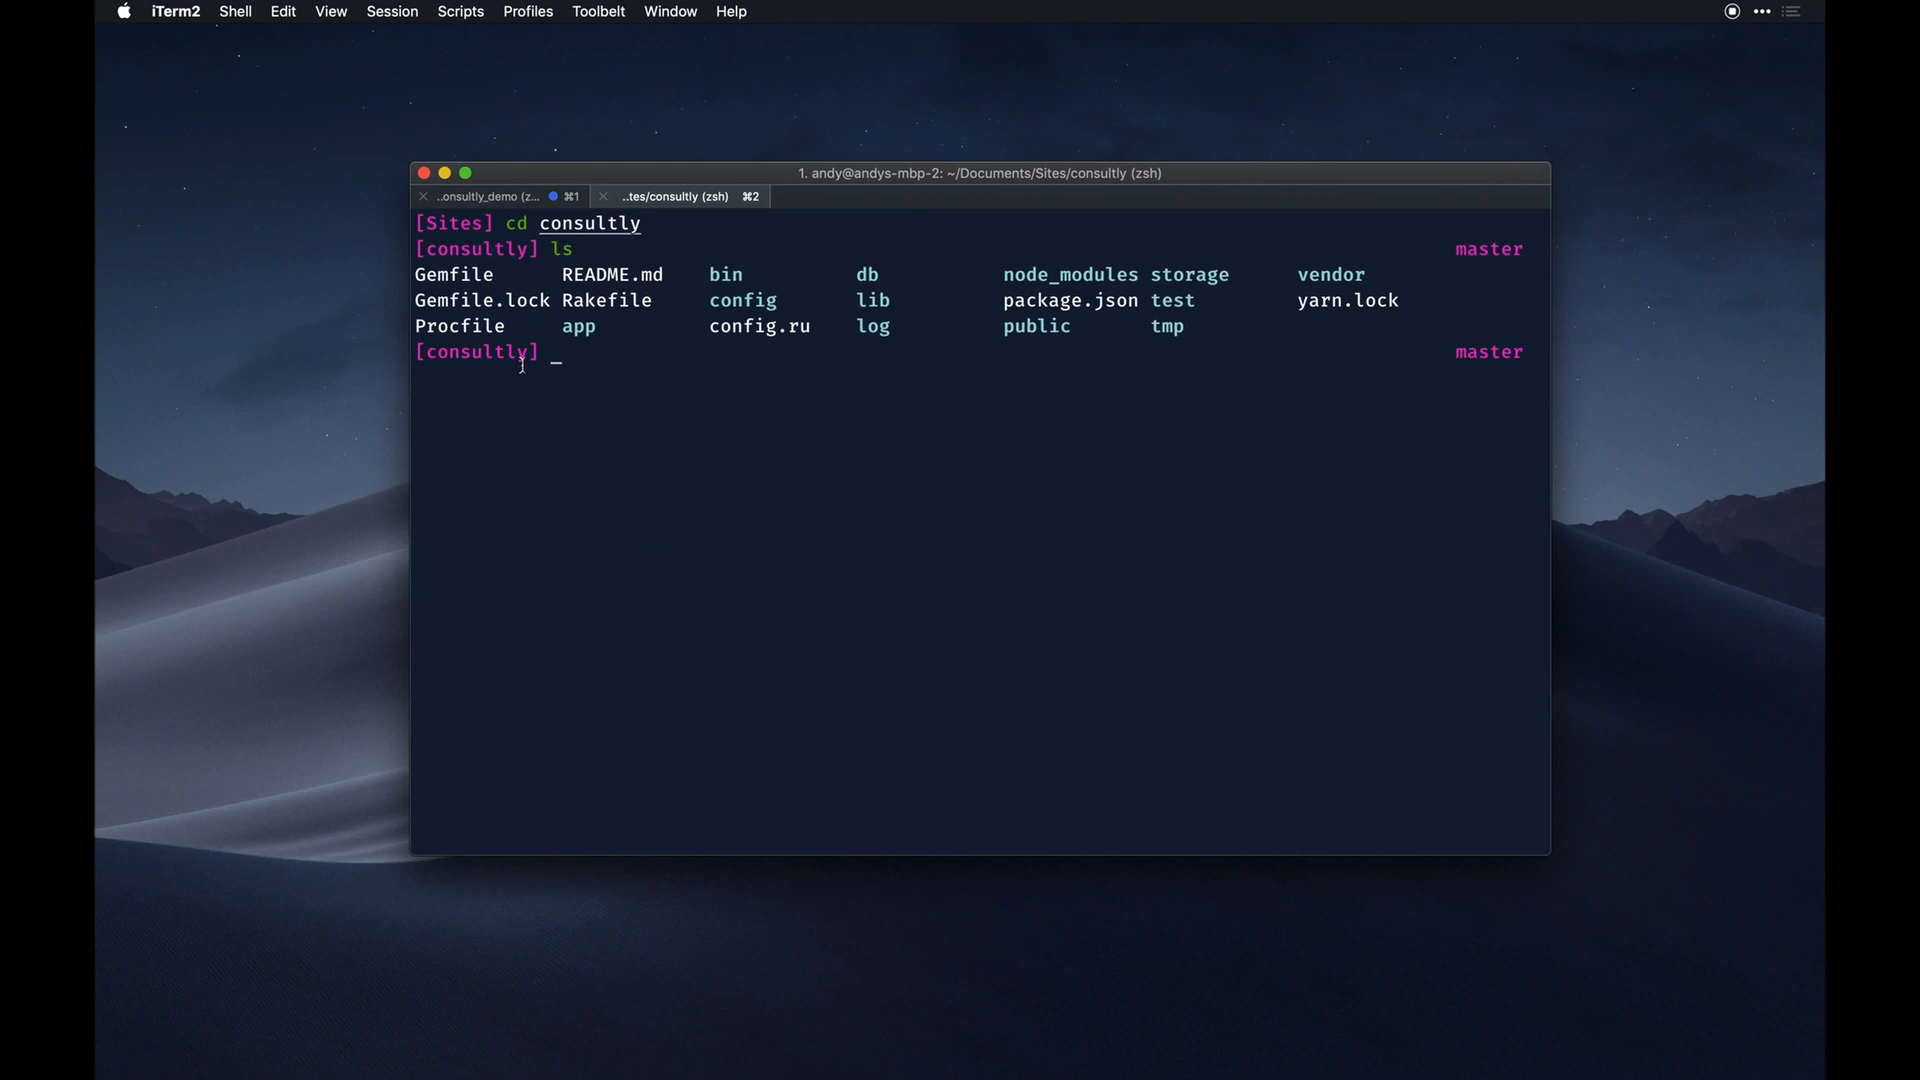 iTerm2 Shell Edit View Session Scripts Profiles Toolbelt Window Help
1. andy@andys-mbp-2: ~/Documents/Sites/consultly (zsh)
..onsultly_demo (z... ⌘1 ..tes/consultly (zsh) ⌘2
[Sites] cd consultly
[consultly] ls master
Gemfile README.md bin db node_modules storage vendor
Gemfile.lock Rakefile config lib package.json test yarn.lock
Procfile app config.ru log public tmp
[consultly] _ master